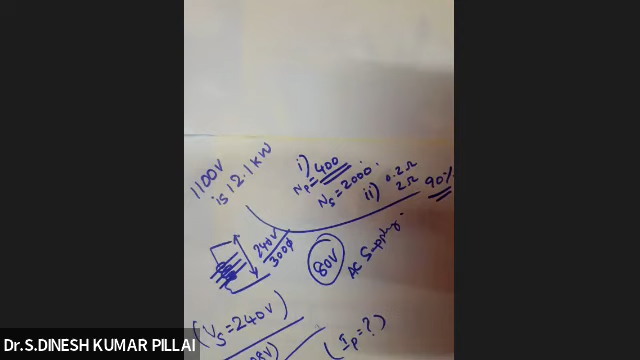 1100V
is 12.1kW
i)
Np=400
Ns=2000.
ii) 0.2Ω
2Ω
90%
240V
300φ
80V
AC Supply.
(Vs=240V)
(Ip=?)
Dr.S.DINESH KUMAR PILLAI